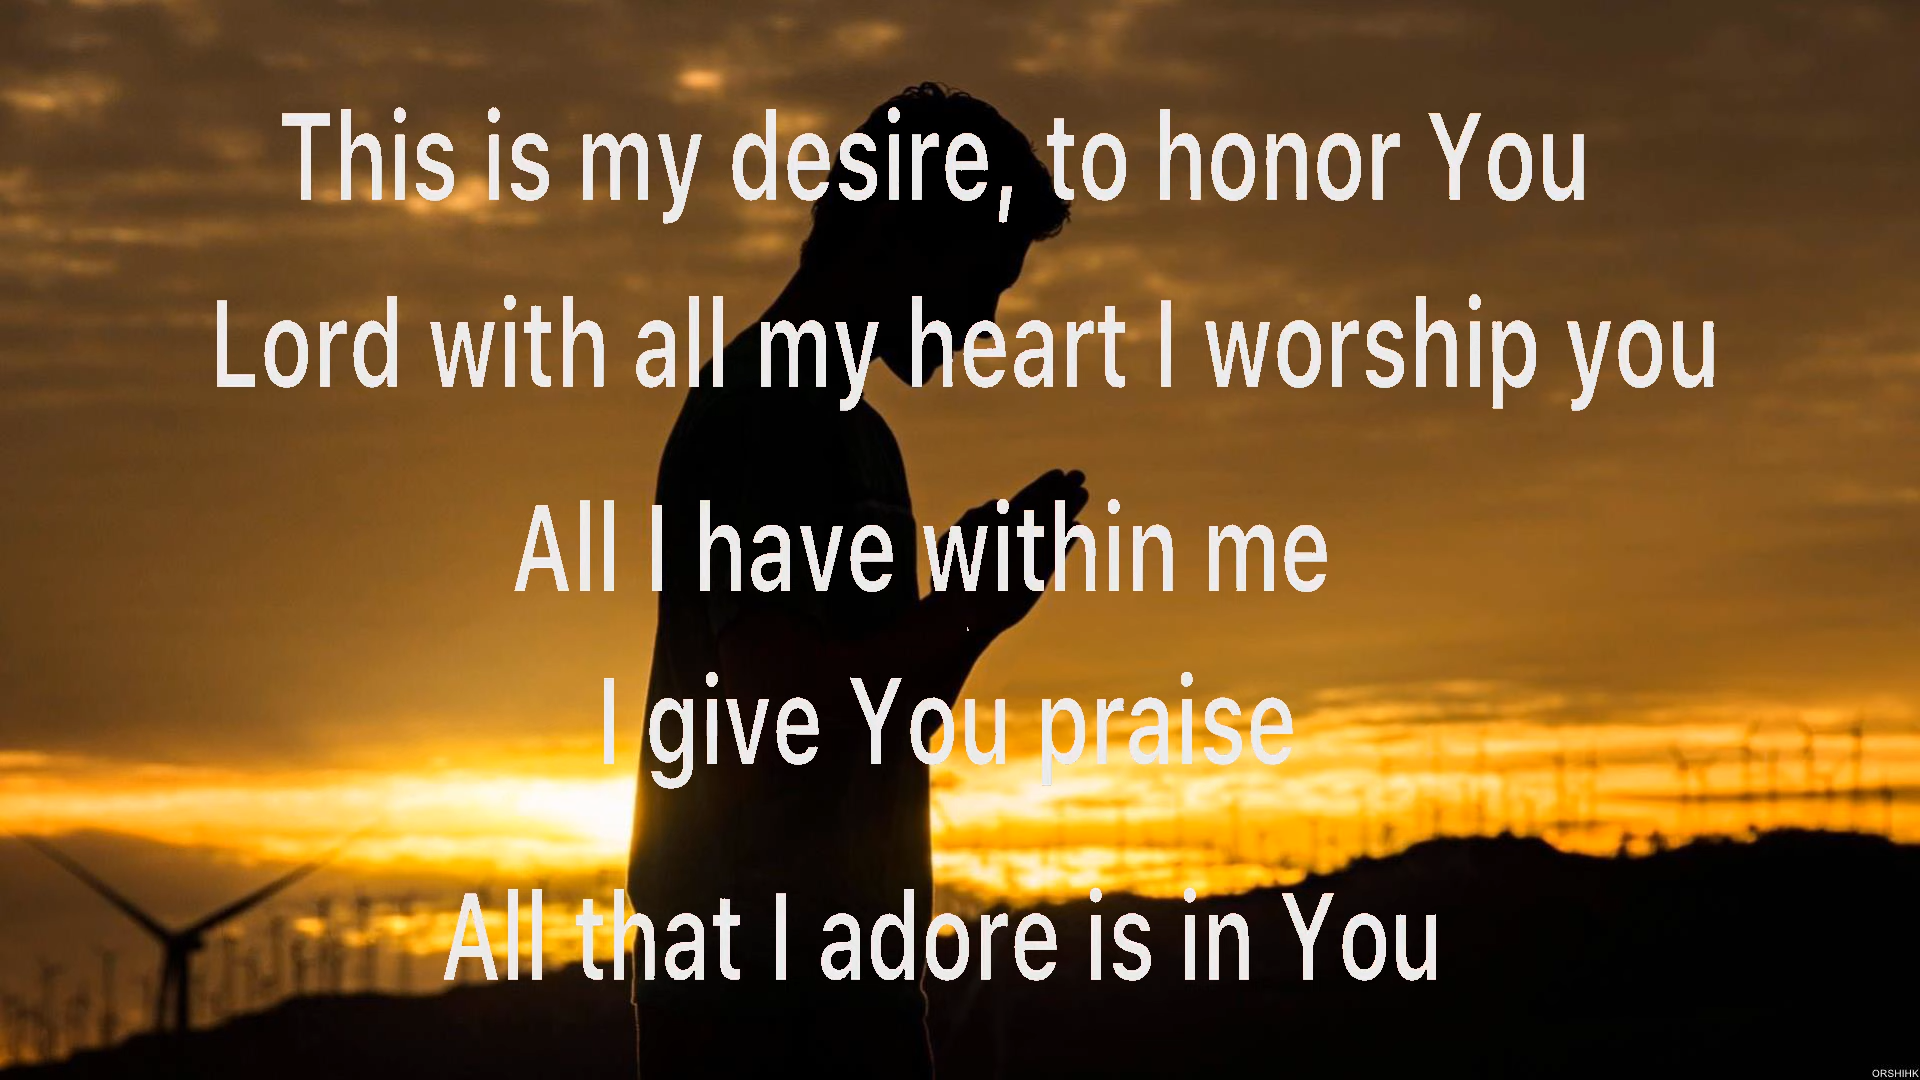 This is my desire, to honor You
Lord with all my heart I worship you
All I have within me
I give You praise
All that I adore is in You
ORSHIHK